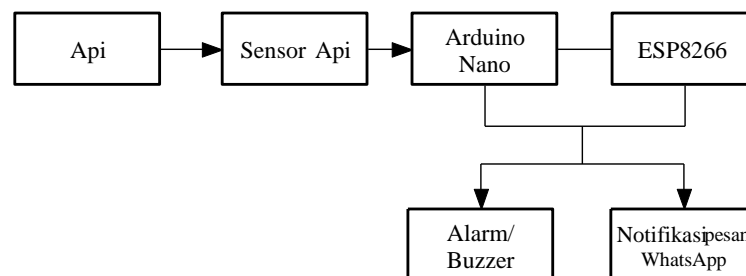 Api
Sensor Api
Arduino
Nano
ESP8266
Alarm/
Buzzer
Notifikasi pesan
WhatsApp